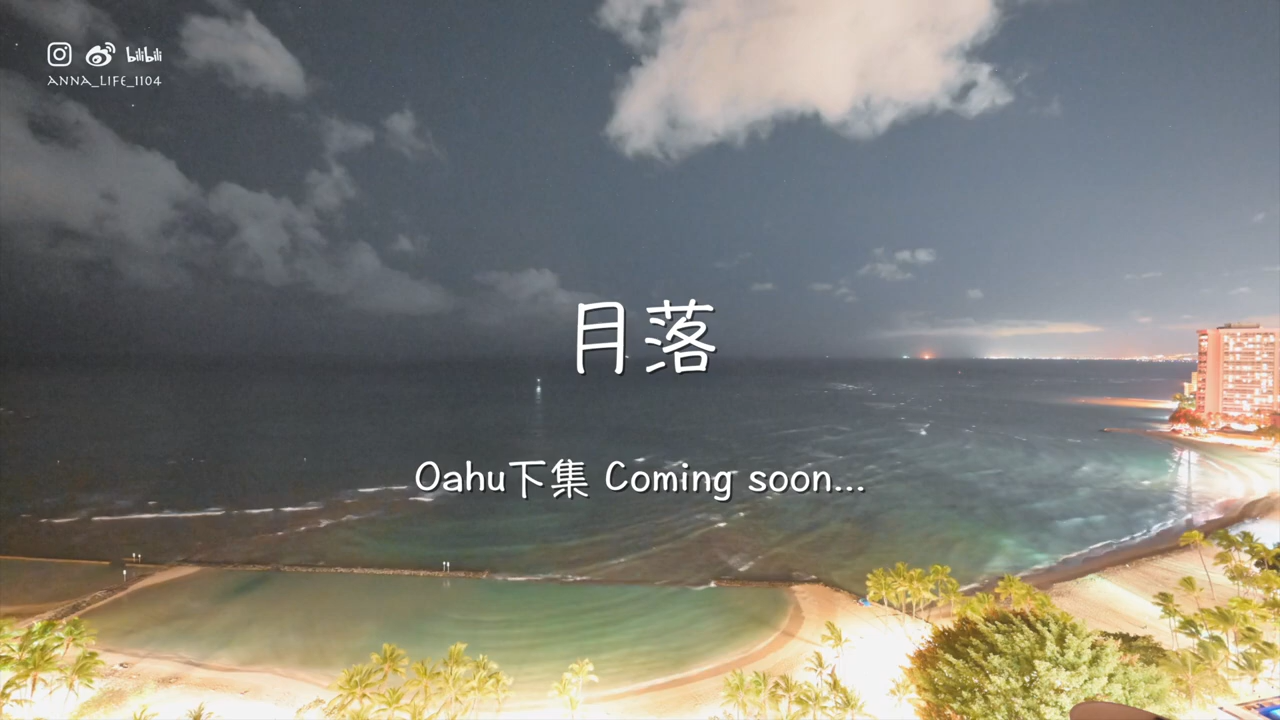 bilibili
ANNA_LIFE_1104
月落
Oahu下集 Coming soon...